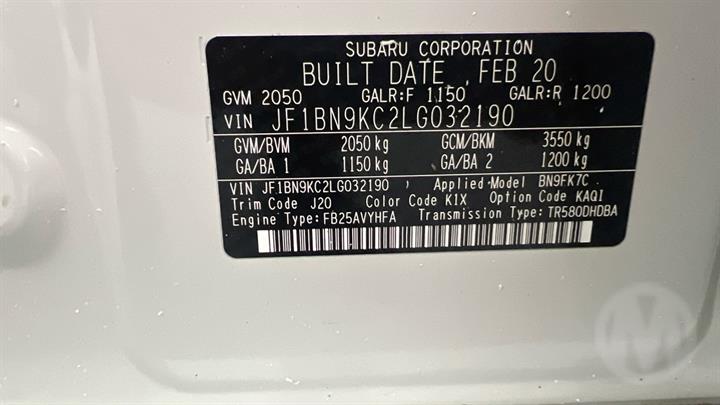 SUBARU CORPORATION
BUILT DATE FEB 20
GVM 2050 GALR:F 1150 GALR:R 1200
VIN JF1BN9KC2LG032190
GVM/BVM 2050 kg GCM/BKM 3550 kg
GA/BA 1 1150 kg GA/BA 2 1200 kg
VIN JF1BN9KC2LG032190 Applied Model BN9FK7C
Trim Code J20 Color Code K1X Option Code KAQI
Engine Type:FB25AVYHFA Transmission Type:TR580DHDBA
M